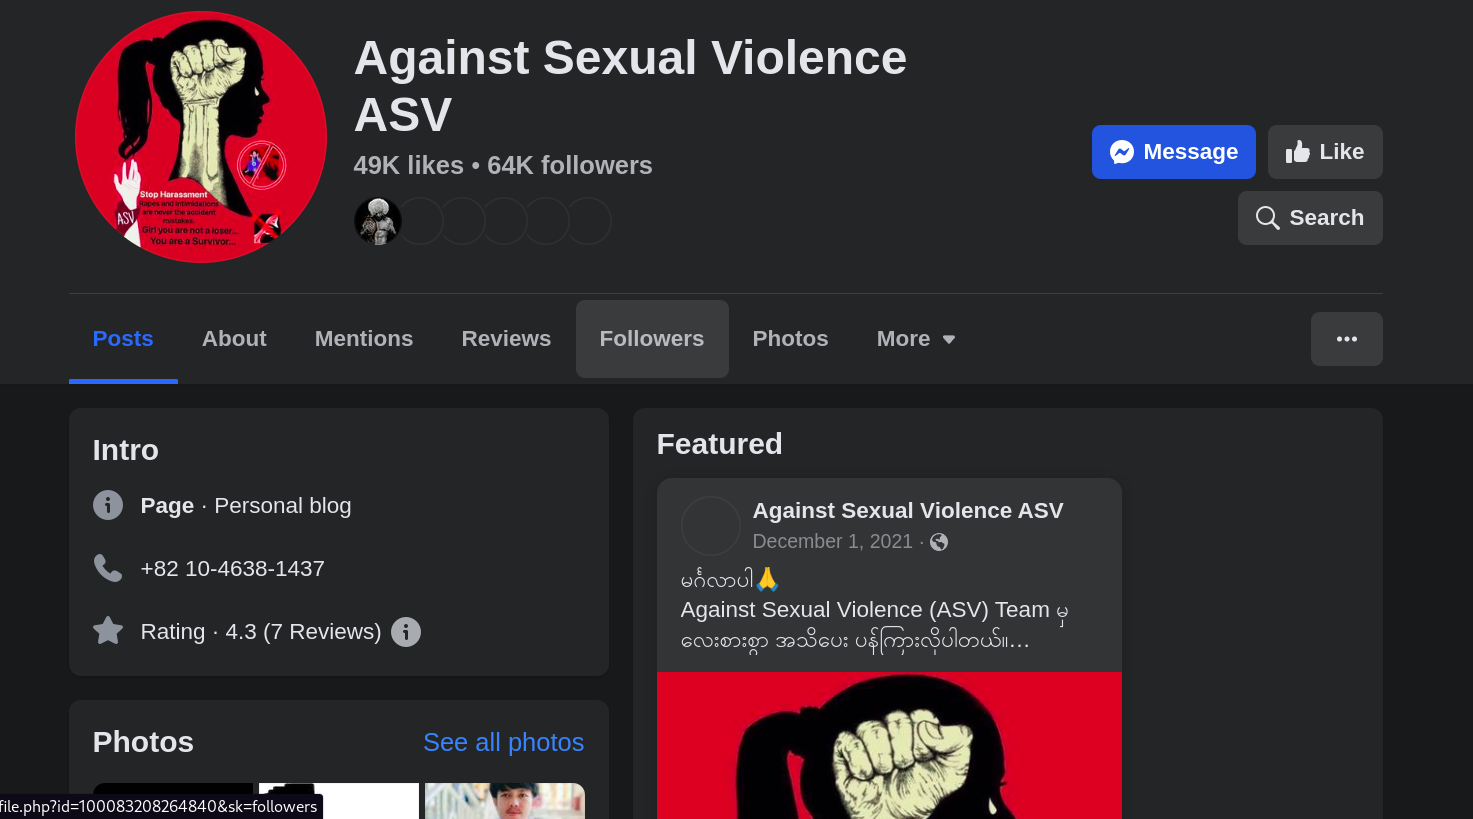 Against Sexual Violence
ASV
49K likes • 64K followers
Stop Harassment
Rapes and intimidations
are never the accident
mistakes.
ASV
Girl you are not a loser...
You are a Survivor...
Message
Like
Search
Posts
About
Mentions
Reviews
Followers
Photos
More
Intro
Page · Personal blog
+82 10-4638-1437
Rating · 4.3 (7 Reviews)
Photos
See all photos
Featured
Against Sexual Violence ASV
December 1, 2021 ·
မင်္ဂလာပါ🙏
Against Sexual Violence (ASV) Team မှ
လေးစားစွာ အသိပေး ပန်ကြားလိုပါတယ်။...
file.php?id=100083208264840&sk=followers